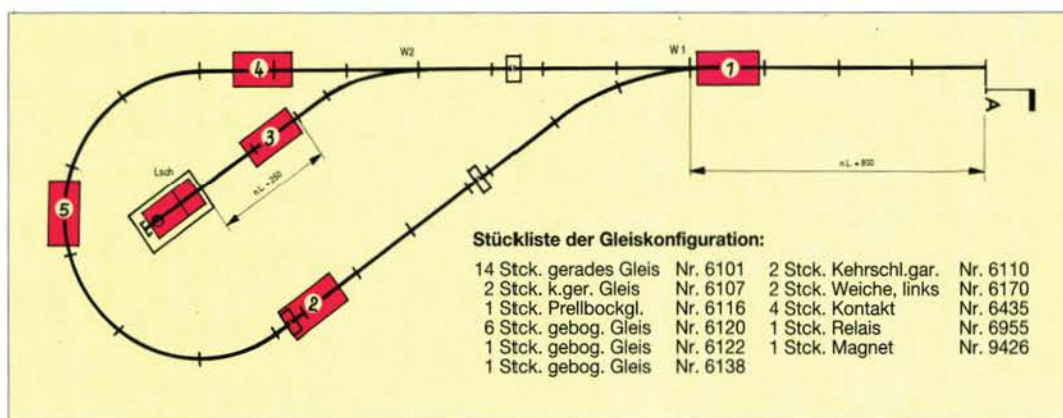 W2
W 1
4
1
3
A
Lsch
n.L. = 250
n.L. = 800
5
2
Stückliste der Gleiskonfiguration:
14 Stck. gerades Gleis Nr. 6101 2 Stck. Kehrschl.gar. Nr. 6110
2 Stck. k.ger. Gleis Nr. 6107 2 Stck. Weiche, links Nr. 6170
1 Stck. Prellbockgl. Nr. 6116 4 Stck. Kontakt Nr. 6435
6 Stck. gebog. Gleis Nr. 6120 1 Stck. Relais Nr. 6955
1 Stck. gebog. Gleis Nr. 6122 1 Stck. Magnet Nr. 9426
1 Stck. gebog. Gleis Nr. 6138